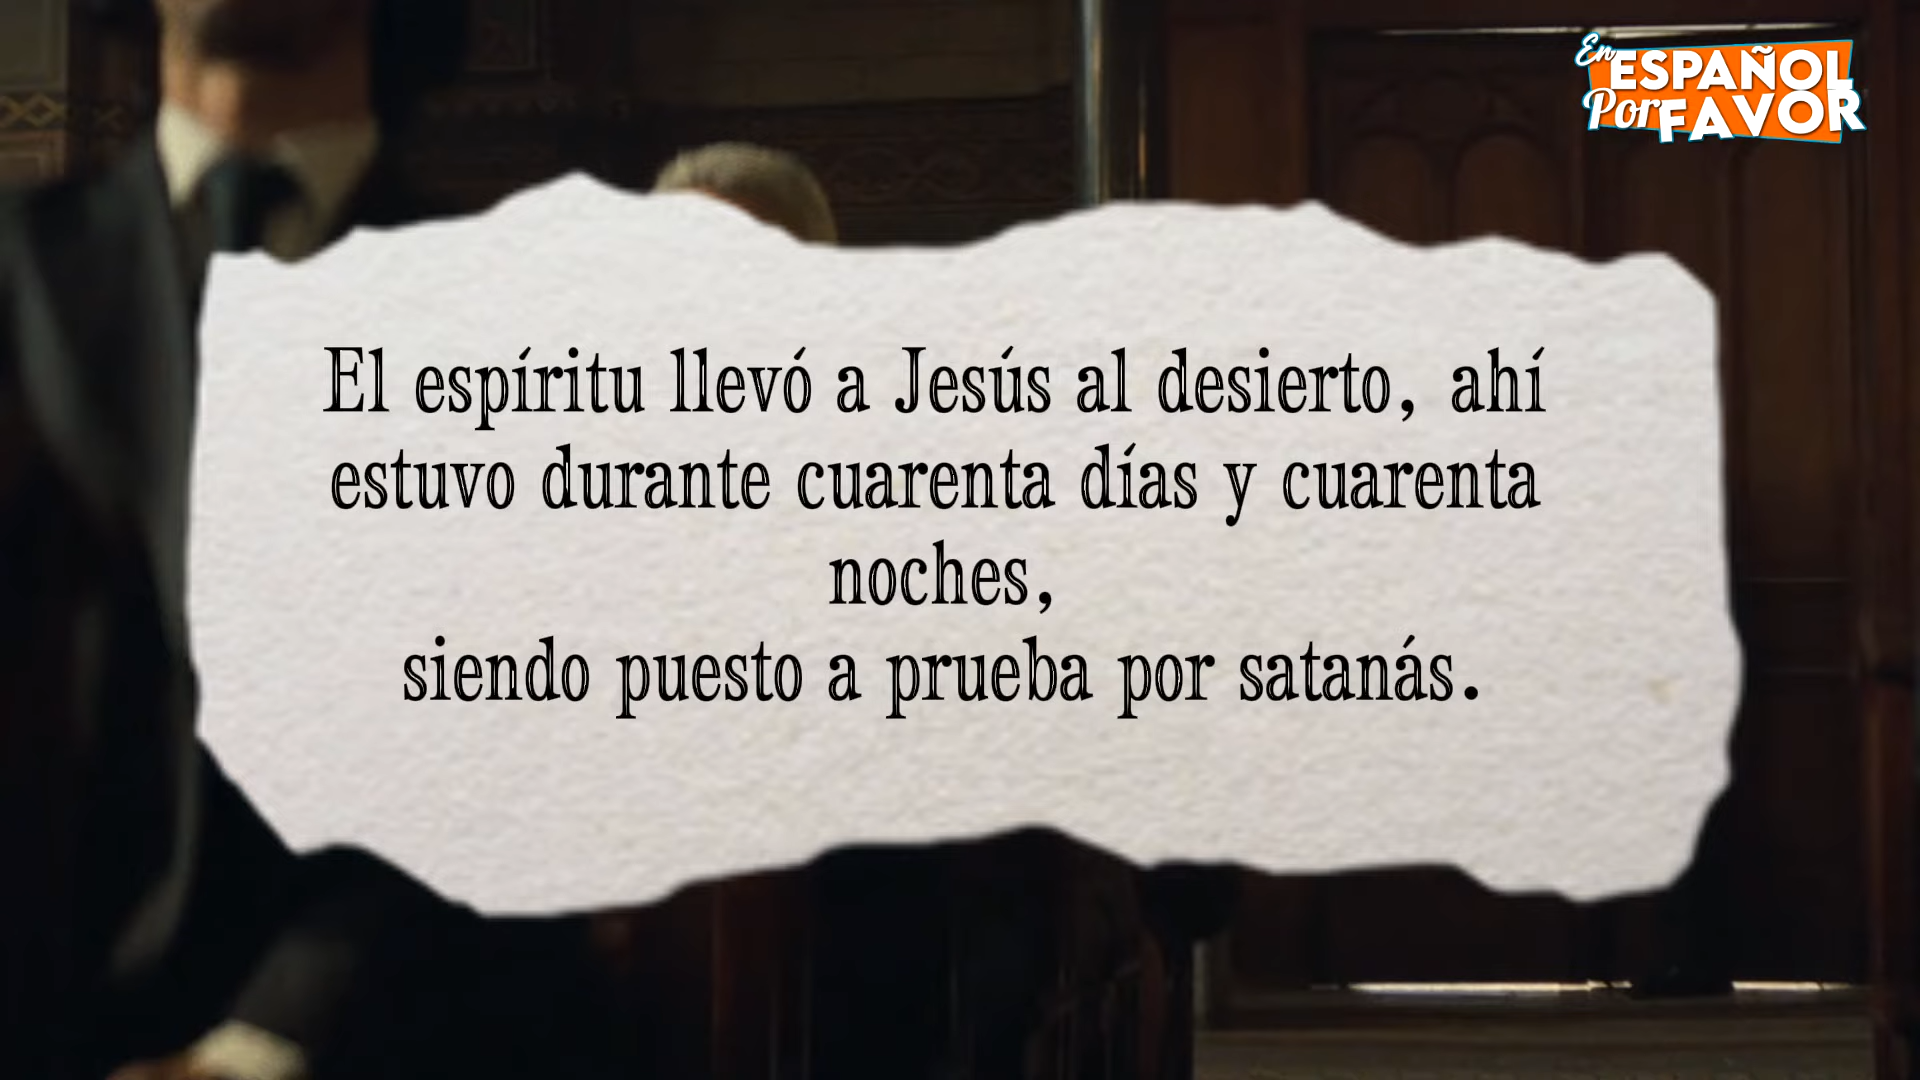 En
ESPAÑOL
Por FAVOR
El espíritu llevó a Jesús al desierto, ahí
estuvo durante cuarenta días y cuarenta
noches,
siendo puesto a prueba por satanás.